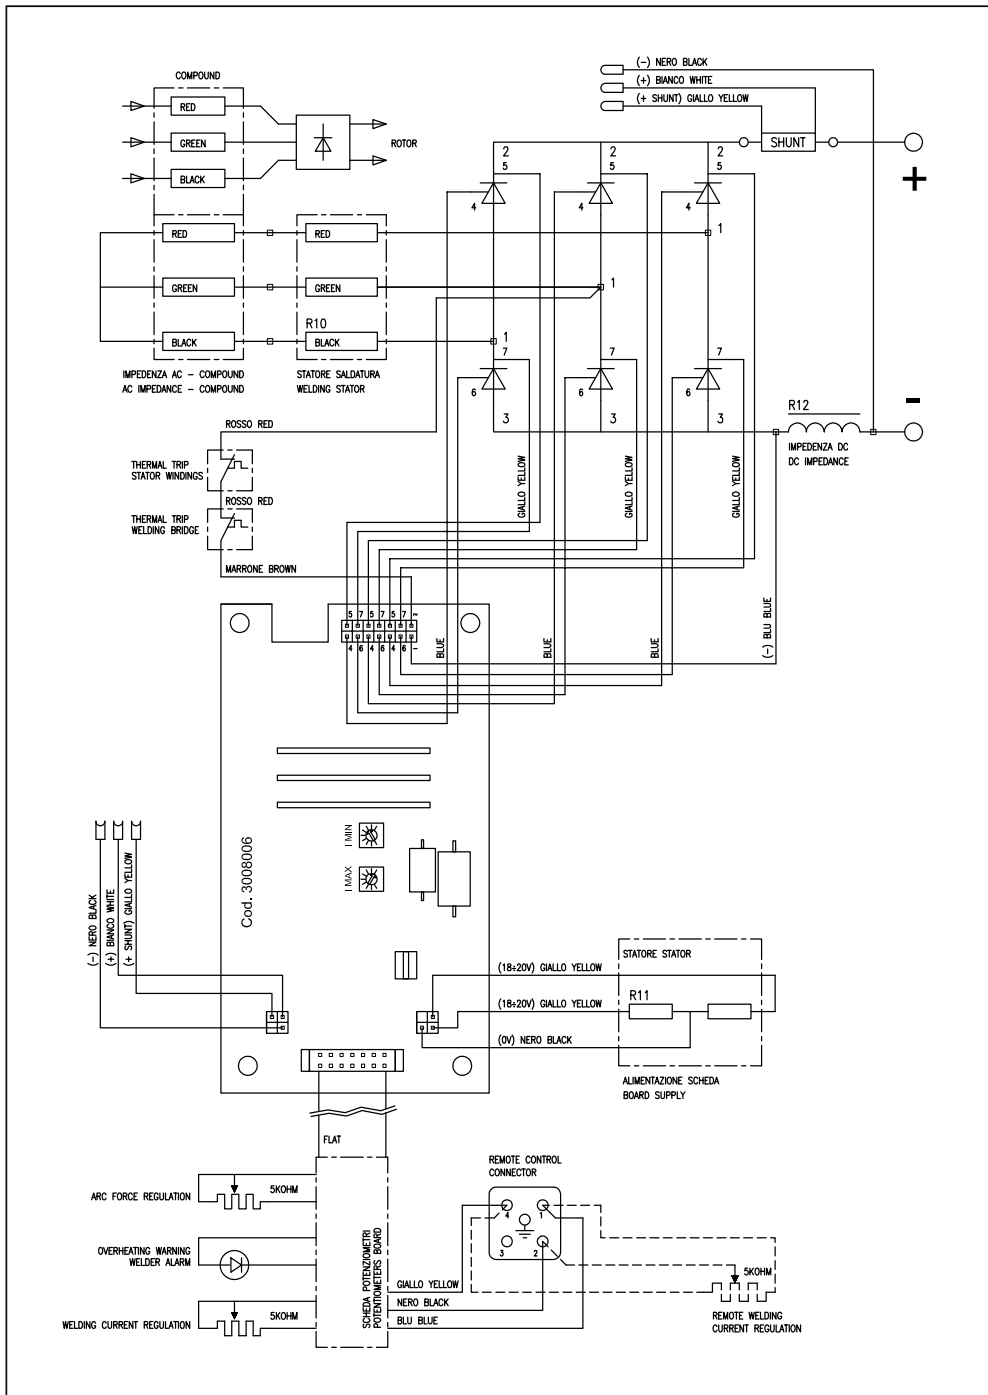 COMPOUND
RED
GREEN
BLACK
ROTOR
(-) NERO BLACK
(+) BIANCO WHITE
(+ SHUNT) GIALLO YELLOW
SHUNT
+
2
5
4
2
5
4
2
5
4
RED
RED
1
GREEN
GREEN
1
R10
BLACK
BLACK
1
7
6
3
7
6
3
7
6
3
IMPEDENZA AC – COMPOUND
AC IMPEDANCE – COMPOUND
STATORE SALDATURA
WELDING STATOR
-
R12
IMPEDENZA DC
DC IMPEDANCE
ROSSO RED
THERMAL TRIP
STATOR WINDINGS
ROSSO RED
THERMAL TRIP
WELDING BRIDGE
MARRONE BROWN
GIALLO YELLOW
GIALLO YELLOW
GIALLO YELLOW
5 7 5 7 5 7 ~
4 6 4 6 4 6 -
BLUE
BLUE
BLUE
(-) BLU BLUE
I MIN
I MAX
Cod. 3008006
(-) NERO BLACK
(+) BIANCO WHITE
(+ SHUNT) GIALLO YELLOW
(18÷20V) GIALLO YELLOW
(18÷20V) GIALLO YELLOW
(0V) NERO BLACK
STATORE STATOR
R11
ALIMENTAZIONE SCHEDA
BOARD SUPPLY
FLAT
ARC FORCE REGULATION
5KOHM
OVERHEATING WARNING
WELDER ALARM
WELDING CURRENT REGULATION
5KOHM
SCHEDA POTENZIOMETRI
POTENTIOMETERS BOARD
REMOTE CONTROL
CONNECTOR
4
1
3
2
GIALLO YELLOW
NERO BLACK
BLU BLUE
5KOHM
REMOTE WELDING
CURRENT REGULATION